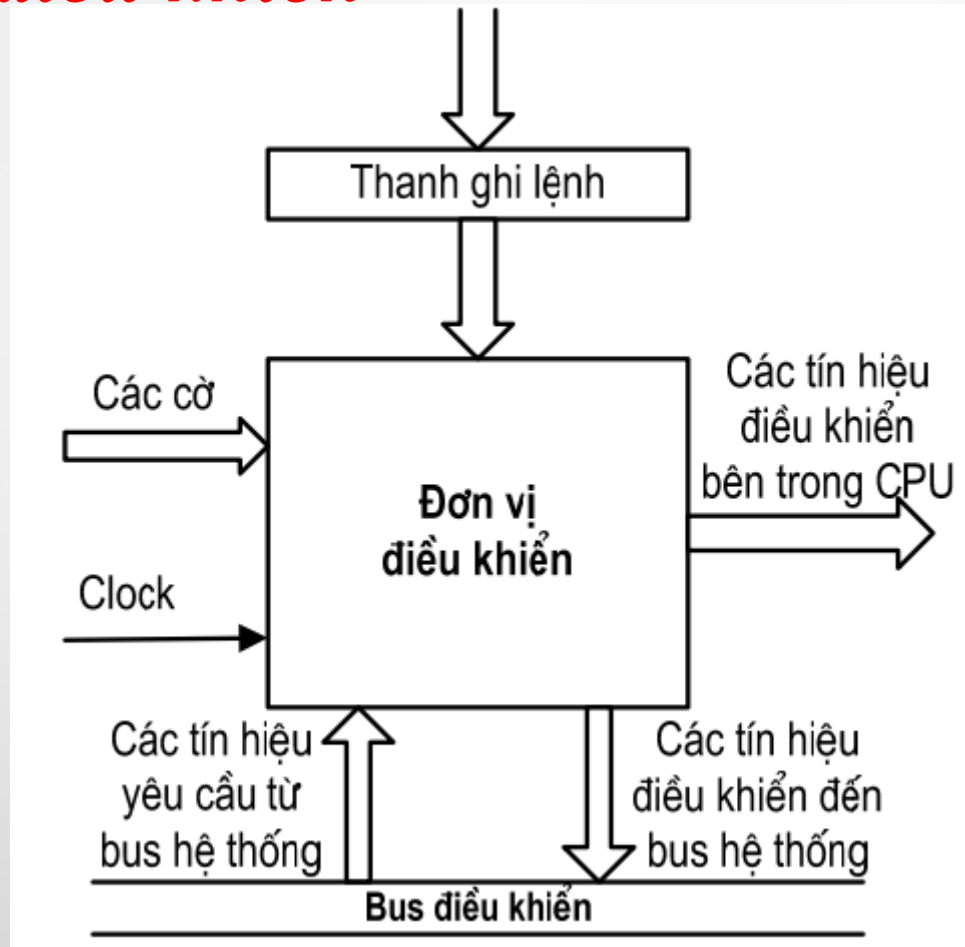 Thanh ghi lệnh
Các cờ
Clock
Đơn vị
điều khiển
Các tín hiệu
điều khiển
bên trong CPU
Các tín hiệu
yêu cầu từ
bus hệ thống
Các tín hiệu
điều khiển đến
bus hệ thống
Bus điều khiển